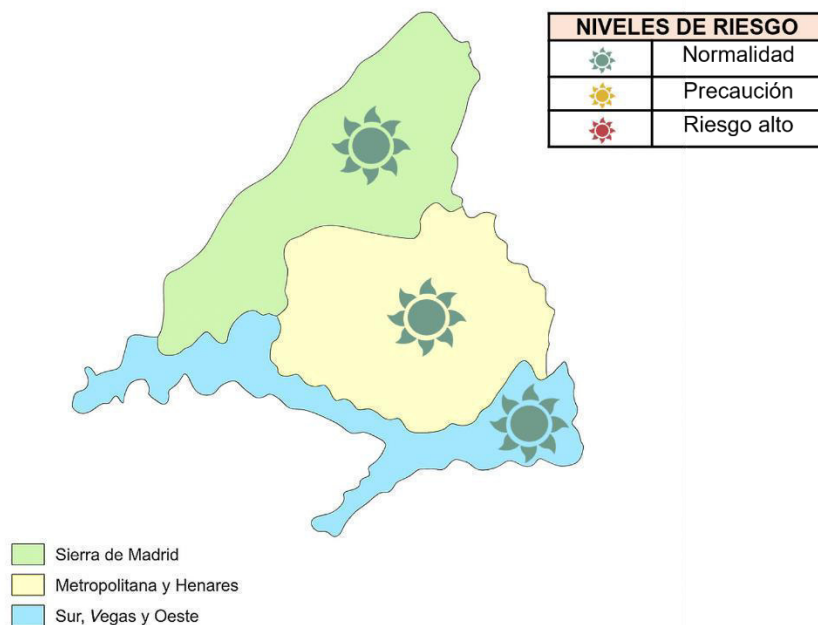 NIVELES DE RIESGO
Normalidad
Precaución
Riesgo alto
Sierra de Madrid
Metropolitana y Henares
Sur, Vegas y Oeste